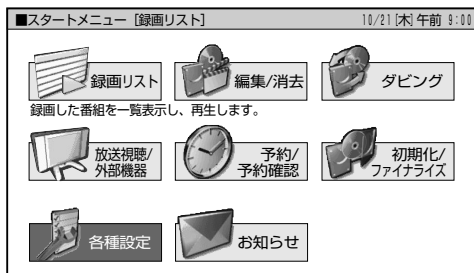 ■スタートメニュー［録画リスト］ 10/21[木]午前 9:00
録画リスト 編集/消去 ダビング
録画した番組を一覧表示し、再生します。
放送視聴/ 予約/ 初期化/
外部機器 予約確認 ファイナライズ
各種設定 お知らせ